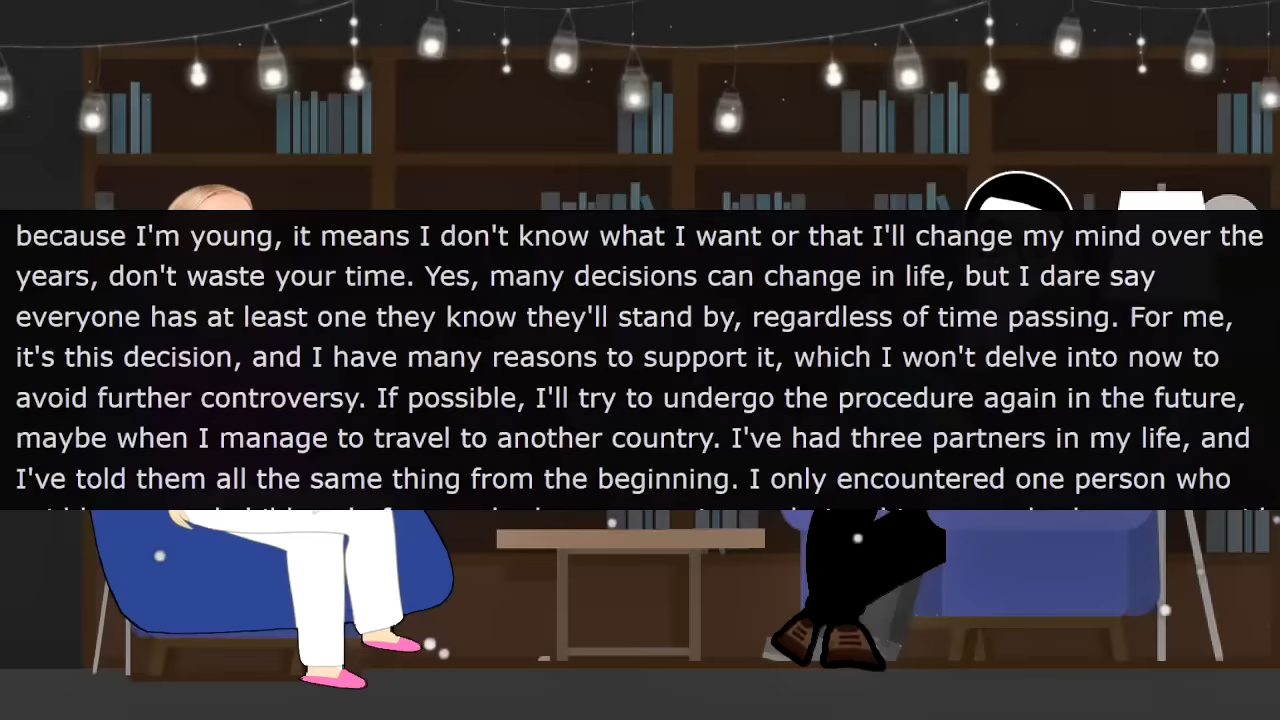 because I'm young, it means I don't know what I want or that I'll change my mind over the
years, don't waste your time. Yes, many decisions can change in life, but I dare say
everyone has at least one they know they'll stand by, regardless of time passing. For me,
it's this decision, and I have many reasons to support it, which I won't delve into now to
avoid further controversy. If possible, I'll try to undergo the procedure again in the future,
maybe when I manage to travel to another country. I've had three partners in my life, and
I've told them all the same thing from the beginning. I only encountered one person who